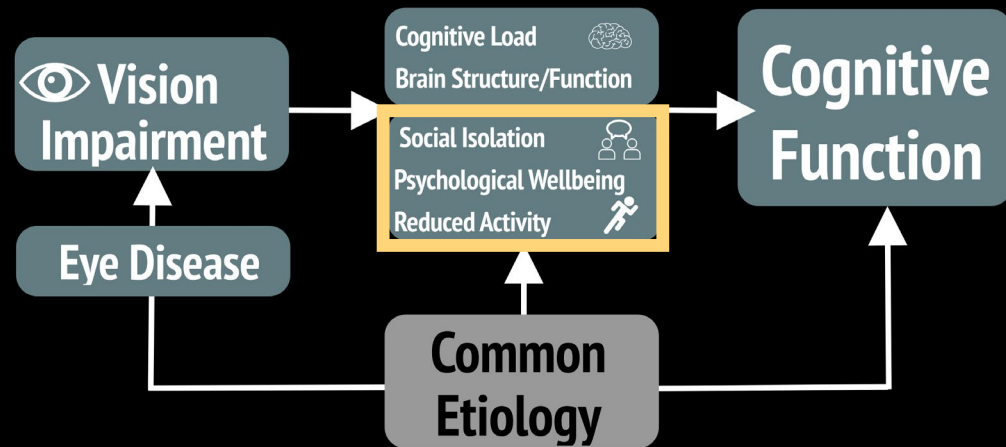 Vision
Impairment
Eye Disease
Cognitive Load
Brain Structure/Function
Social Isolation
Psychological Wellbeing
Reduced Activity
Common
Etiology
Cognitive
Function